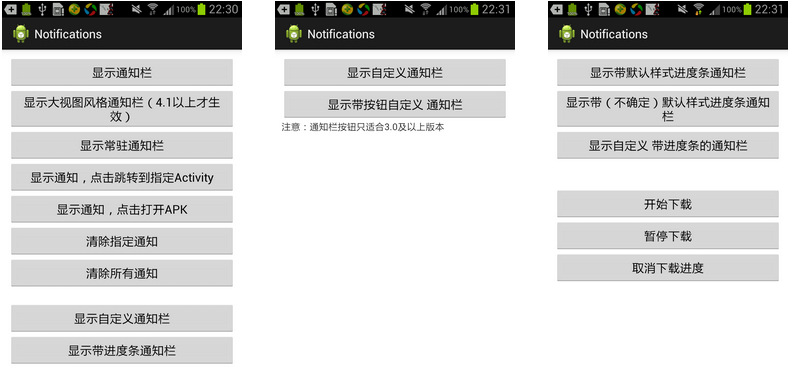 100% 22:30
Notifications
显示通知栏
显示大视图风格通知栏（4.1以上才生
效）
显示常驻通知栏
显示通知，点击跳转到指定Activity
显示通知，点击打开APK
清除指定通知
清除所有通知
显示自定义通知栏
显示带进度条通知栏
100% 22:31
Notifications
显示自定义通知栏
显示带按钮自定义 通知栏
注意：通知栏按钮只适合3.0及以上版本
100% 22:31
Notifications
显示带默认样式进度条通知栏
显示带（不确定）默认样式进度条通知
栏
显示自定义 带进度条的通知栏
开始下载
暂停下载
取消下载进度